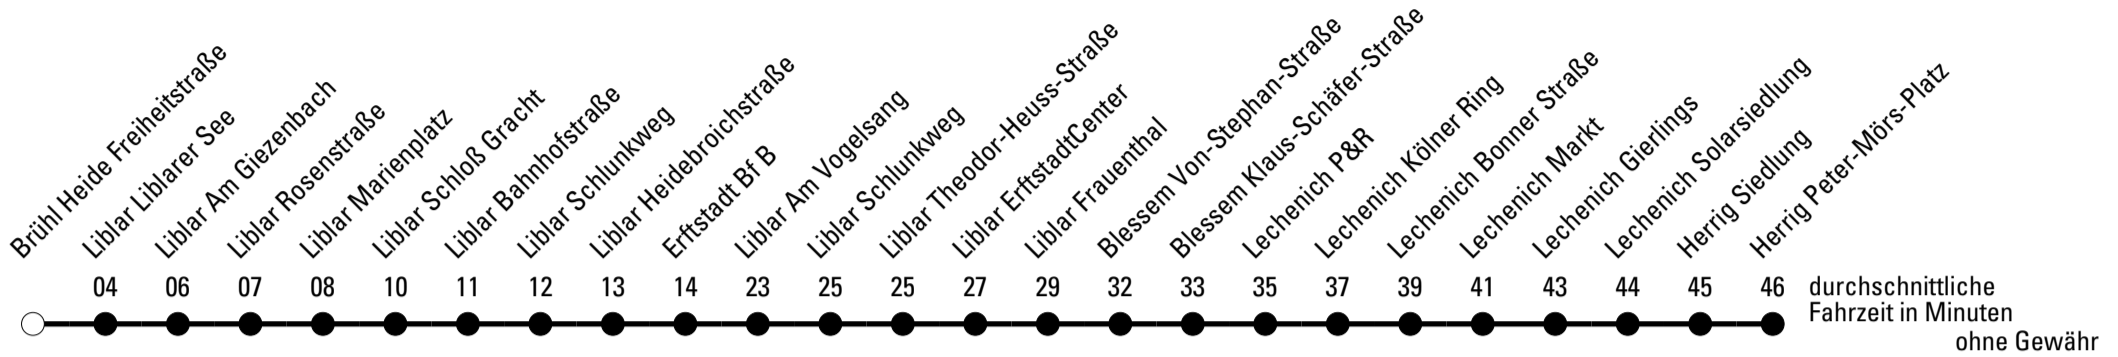 Brühl Heide Freiheitstraße
Liblar Liblarer See
Liblar Am Giezenbach
Liblar Rosenstraße
Liblar Marienplatz
Liblar Schloß Gracht
Liblar Bahnhofstraße
Liblar Schlunkweg
Liblar Heidebroichstraße
Erftstadt Bf B
Liblar Am Vogelsang
Liblar Schlunkweg
Liblar Theodor-Heuss-Straße
Liblar ErftstadtCenter
Liblar Frauenthal
Blessem Von-Stephan-Straße
Blessem Klaus-Schäfer-Straße
Lechenich P&R
Lechenich Kölner Ring
Lechenich Bonner Straße
Lechenich Markt
Lechenich Gierlings
Lechenich Solarsiedlung
Herrig Siedlung
Herrig Peter-Mörs-Platz
04 06 07 08 10 11 12 13 14 23 25 25 27 29 32 33 35 37 39 41 43 44 45 46
durchschnittliche
Fahrzeit in Minuten
ohne Gewähr